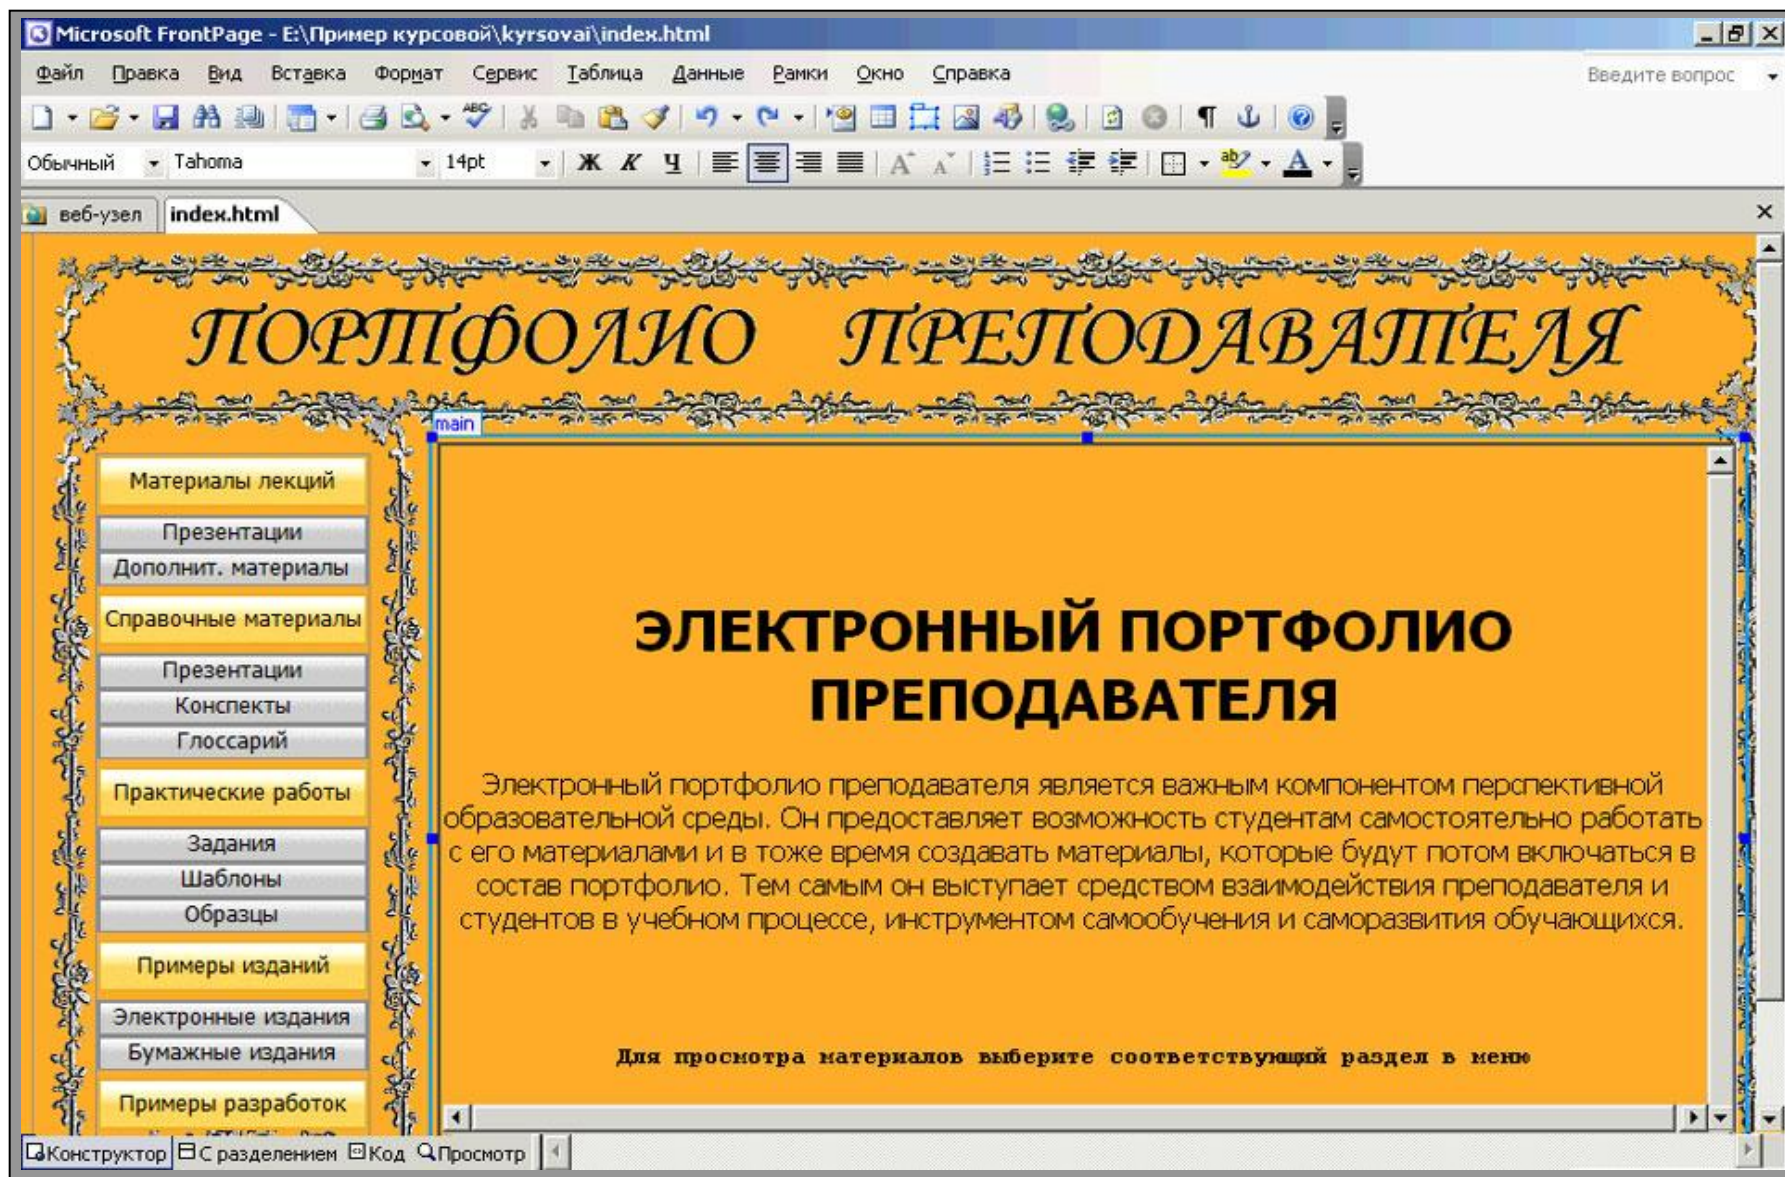 Microsoft FrontPage - E:\Пример курсовой\kyrsovai\index.html
Файл Правка Вид Вставка Формат Сервис Таблица Данные Рамки Окно Справка Введите вопрос
ABC
Обычный Tahoma 14pt Ж К Ч A A ab A
веб-узел index.html
ПОРТФОЛИО ПРЕПОДАВАТЕЛЯ
main
Материалы лекций
Презентации
Дополнит. материалы
Справочные материалы
Презентации
Конспекты
Глоссарий
Практические работы
Задания
Шаблоны
Образцы
Примеры изданий
Электронные издания
Бумажные издания
Примеры разработок
ЭЛЕКТРОННЫЙ ПОРТФОЛИО
ПРЕПОДАВАТЕЛЯ
Электронный портфолио преподавателя является важным компонентом перспективной
образовательной среды. Он предоставляет возможность студентам самостоятельно работать
с его материалами и в тоже время создавать материалы, которые будут потом включаться в
состав портфолио. Тем самым он выступает средством взаимодействия преподавателя и
студентов в учебном процессе, инструментом самообучения и саморазвития обучающихся.
Для просмотра материалов выберите соответствующий раздел в меню
Конструктор С разделением Код Просмотр